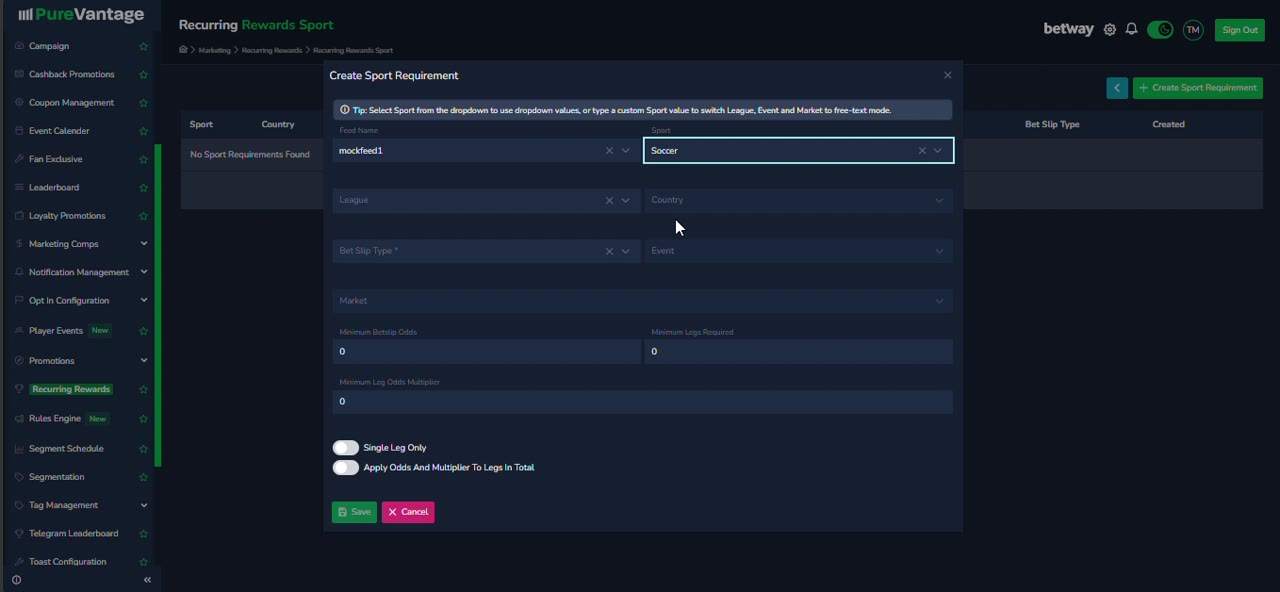 PureVantage
Recurring Rewards Sport
Marketing > Recurring Rewards > Recurring Rewards Sport
betway
TM
Sign Out
Campaign
Cashback Promotions
Coupon Management
Event Calender
Fan Exclusive
Leaderboard
Loyalty Promotions
Marketing Comps
Notification Management
Opt In Configuration
Player Events New
Promotions
Recurring Rewards
Rules Engine New
Segment Schedule
Segmentation
Tag Management
Telegram Leaderboard
Toast Configuration
+ Create Sport Requirement
Sport Country Bet Slip Type Created
No Sport Requirements Found
Create Sport Requirement
Tip: Select Sport from the dropdown to use dropdown values, or type a custom Sport value to switch League, Event and Market to free-text mode.
Feed Name Sport
mockfeed1 Soccer
League Country
Bet Slip Type * Event
Market
Minimum Betslip Odds Minimum Legs Required
0 0
Minimum Leg Odds Multiplier
0
Single Leg Only
Apply Odds And Multiplier To Legs In Total
Save Cancel